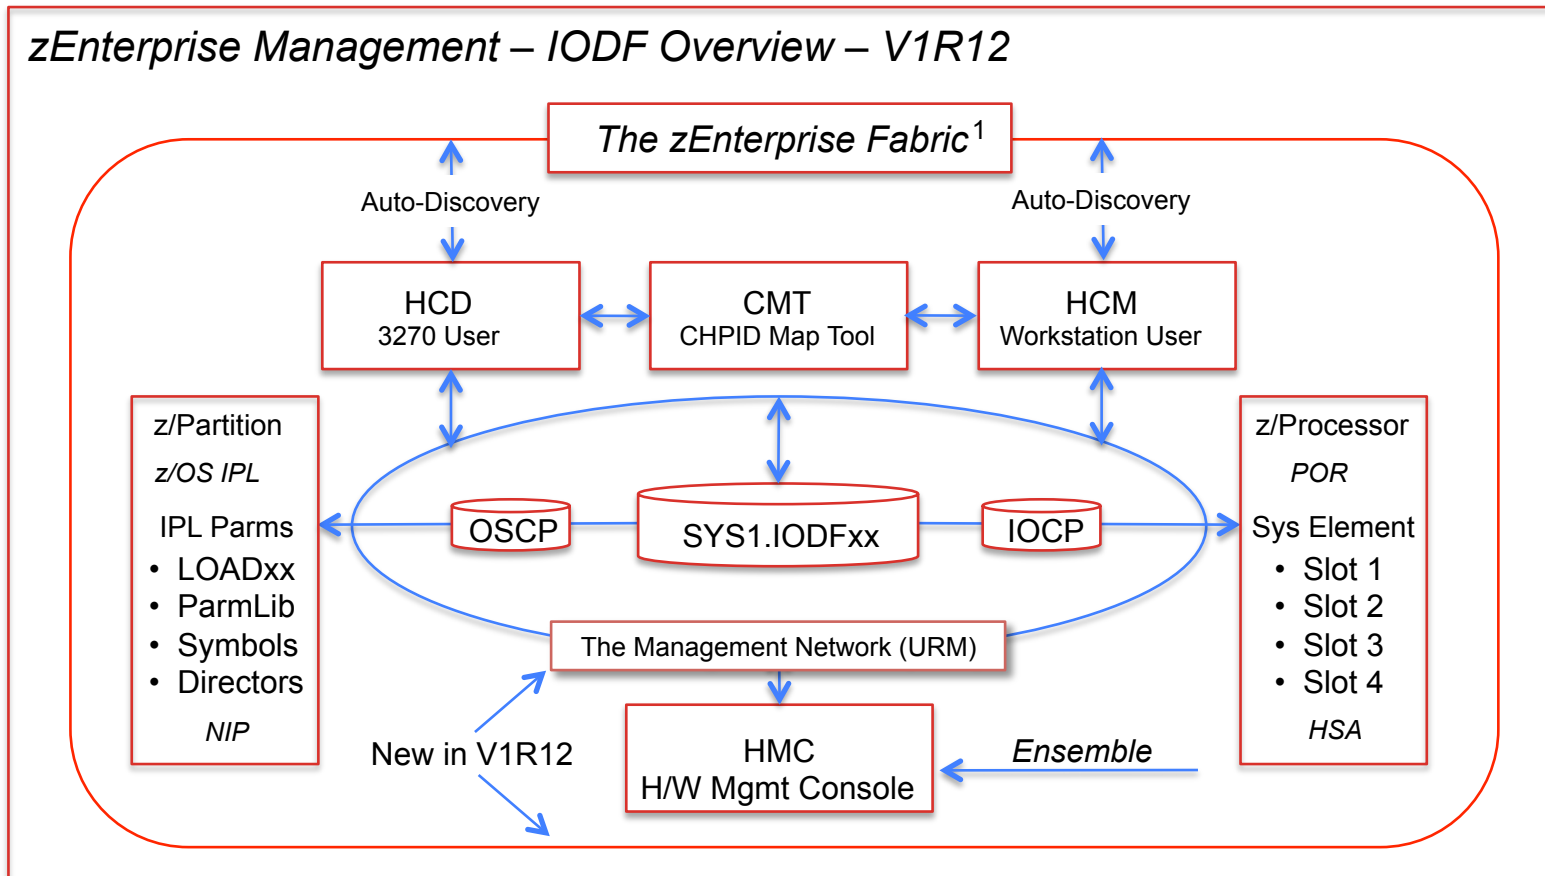 zEnterprise Management – IODF Overview – V1R12
The zEnterprise Fabric1
Auto-Discovery
Auto-Discovery
HCD
3270 User
CMT
CHPID Map Tool
HCM
Workstation User
z/Partition
z/OS IPL
IPL Parms
• LOADxx
• ParmLib
• Symbols
• Directors
NIP
OSCP
SYS1.IODFxx
IOCP
z/Processor
POR
Sys Element
• Slot 1
• Slot 2
• Slot 3
• Slot 4
HSA
The Management Network (URM)
New in V1R12
HMC
H/W Mgmt Console
Ensemble